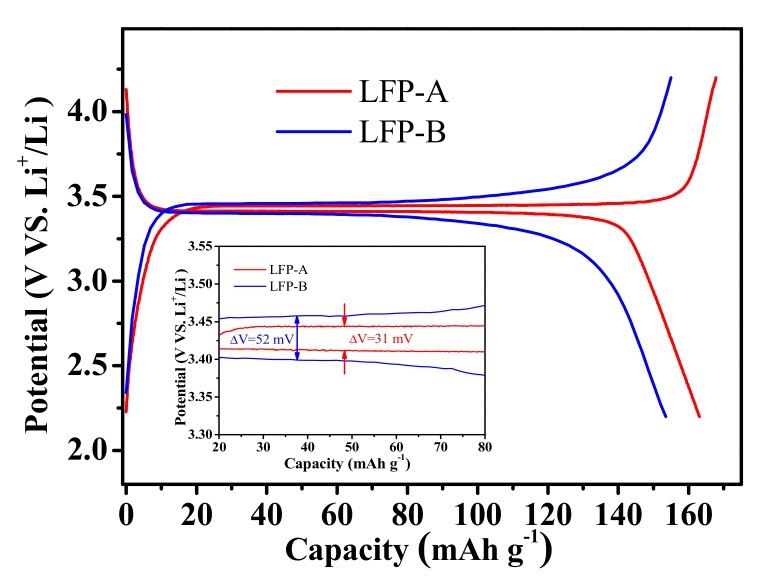 LFP-A
LFP-B
Potential (V VS. Li⁺/Li )
4.0
3.5
3.0
2.5
2.0
0 20 40 60 80 100 120 140 160
Capacity (mAh g⁻¹)
LFP-A
LFP-B
Potential (V VS. Li⁺/Li)
3.55
3.50
3.45
3.40
3.35
3.30
ΔV=52 mV
ΔV=31 mV
20 30 40 50 60 70 80
Capacity (mAh g⁻¹)